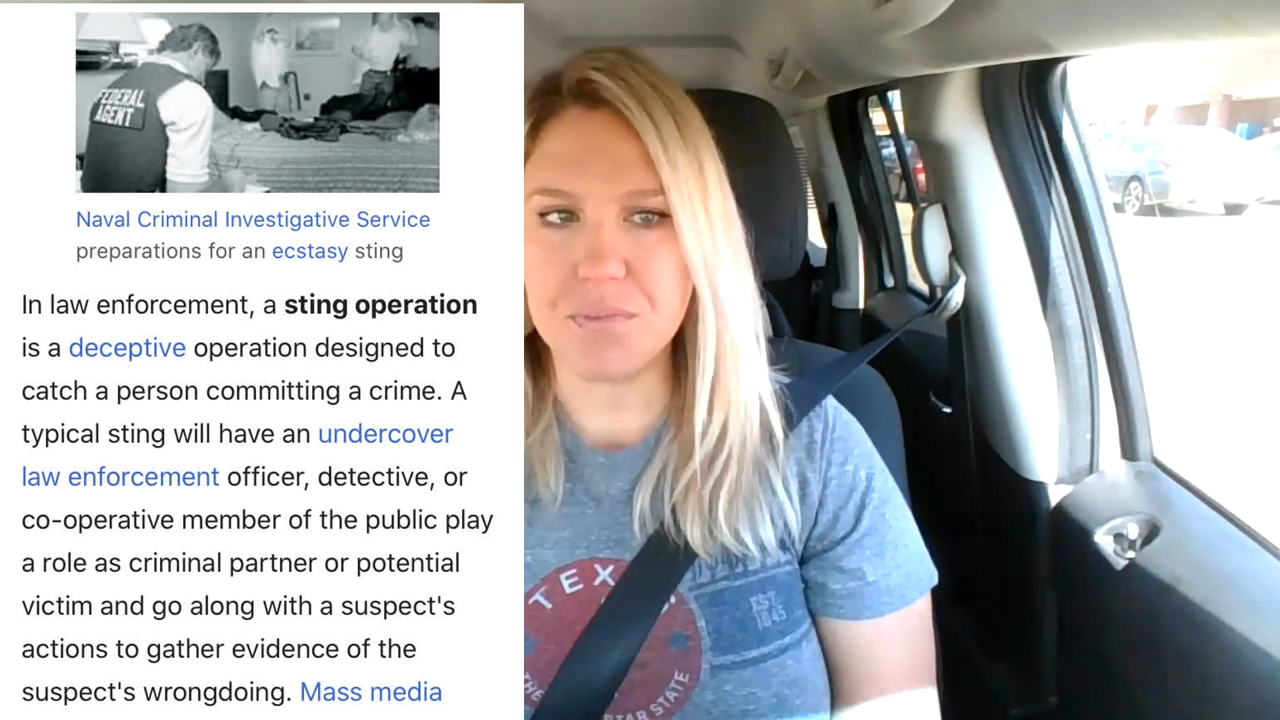 FEDERAL
AGENT
Naval Criminal Investigative Service
preparations for an ecstasy sting
In law enforcement, a sting operation
is a deceptive operation designed to
catch a person committing a crime. A
typical sting will have an undercover
law enforcement officer, detective, or
co-operative member of the public play
a role as criminal partner or potential
victim and go along with a suspect's
actions to gather evidence of the
suspect's wrongdoing. Mass media
TEX
EST
1845
THE
STAR STATE